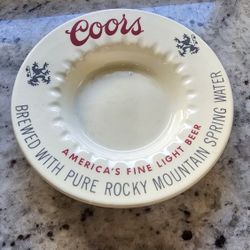 Coors
AMERICA'S FINE LIGHT BEER
BREWED WITH PURE ROCKY MOUNTAIN SPRING WATER